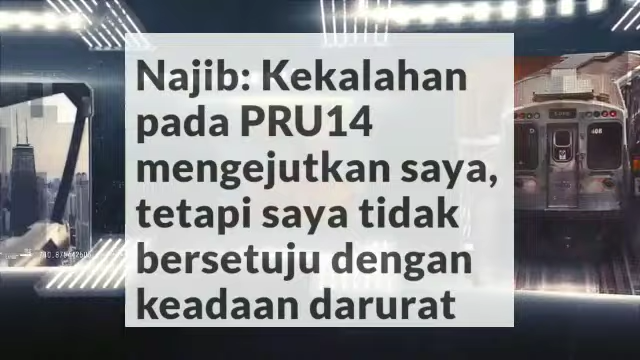 Najib: Kekalahan
pada PRU14
mengejutkan saya,
tetapi saya tidak
bersetuju dengan
keadaan darurat